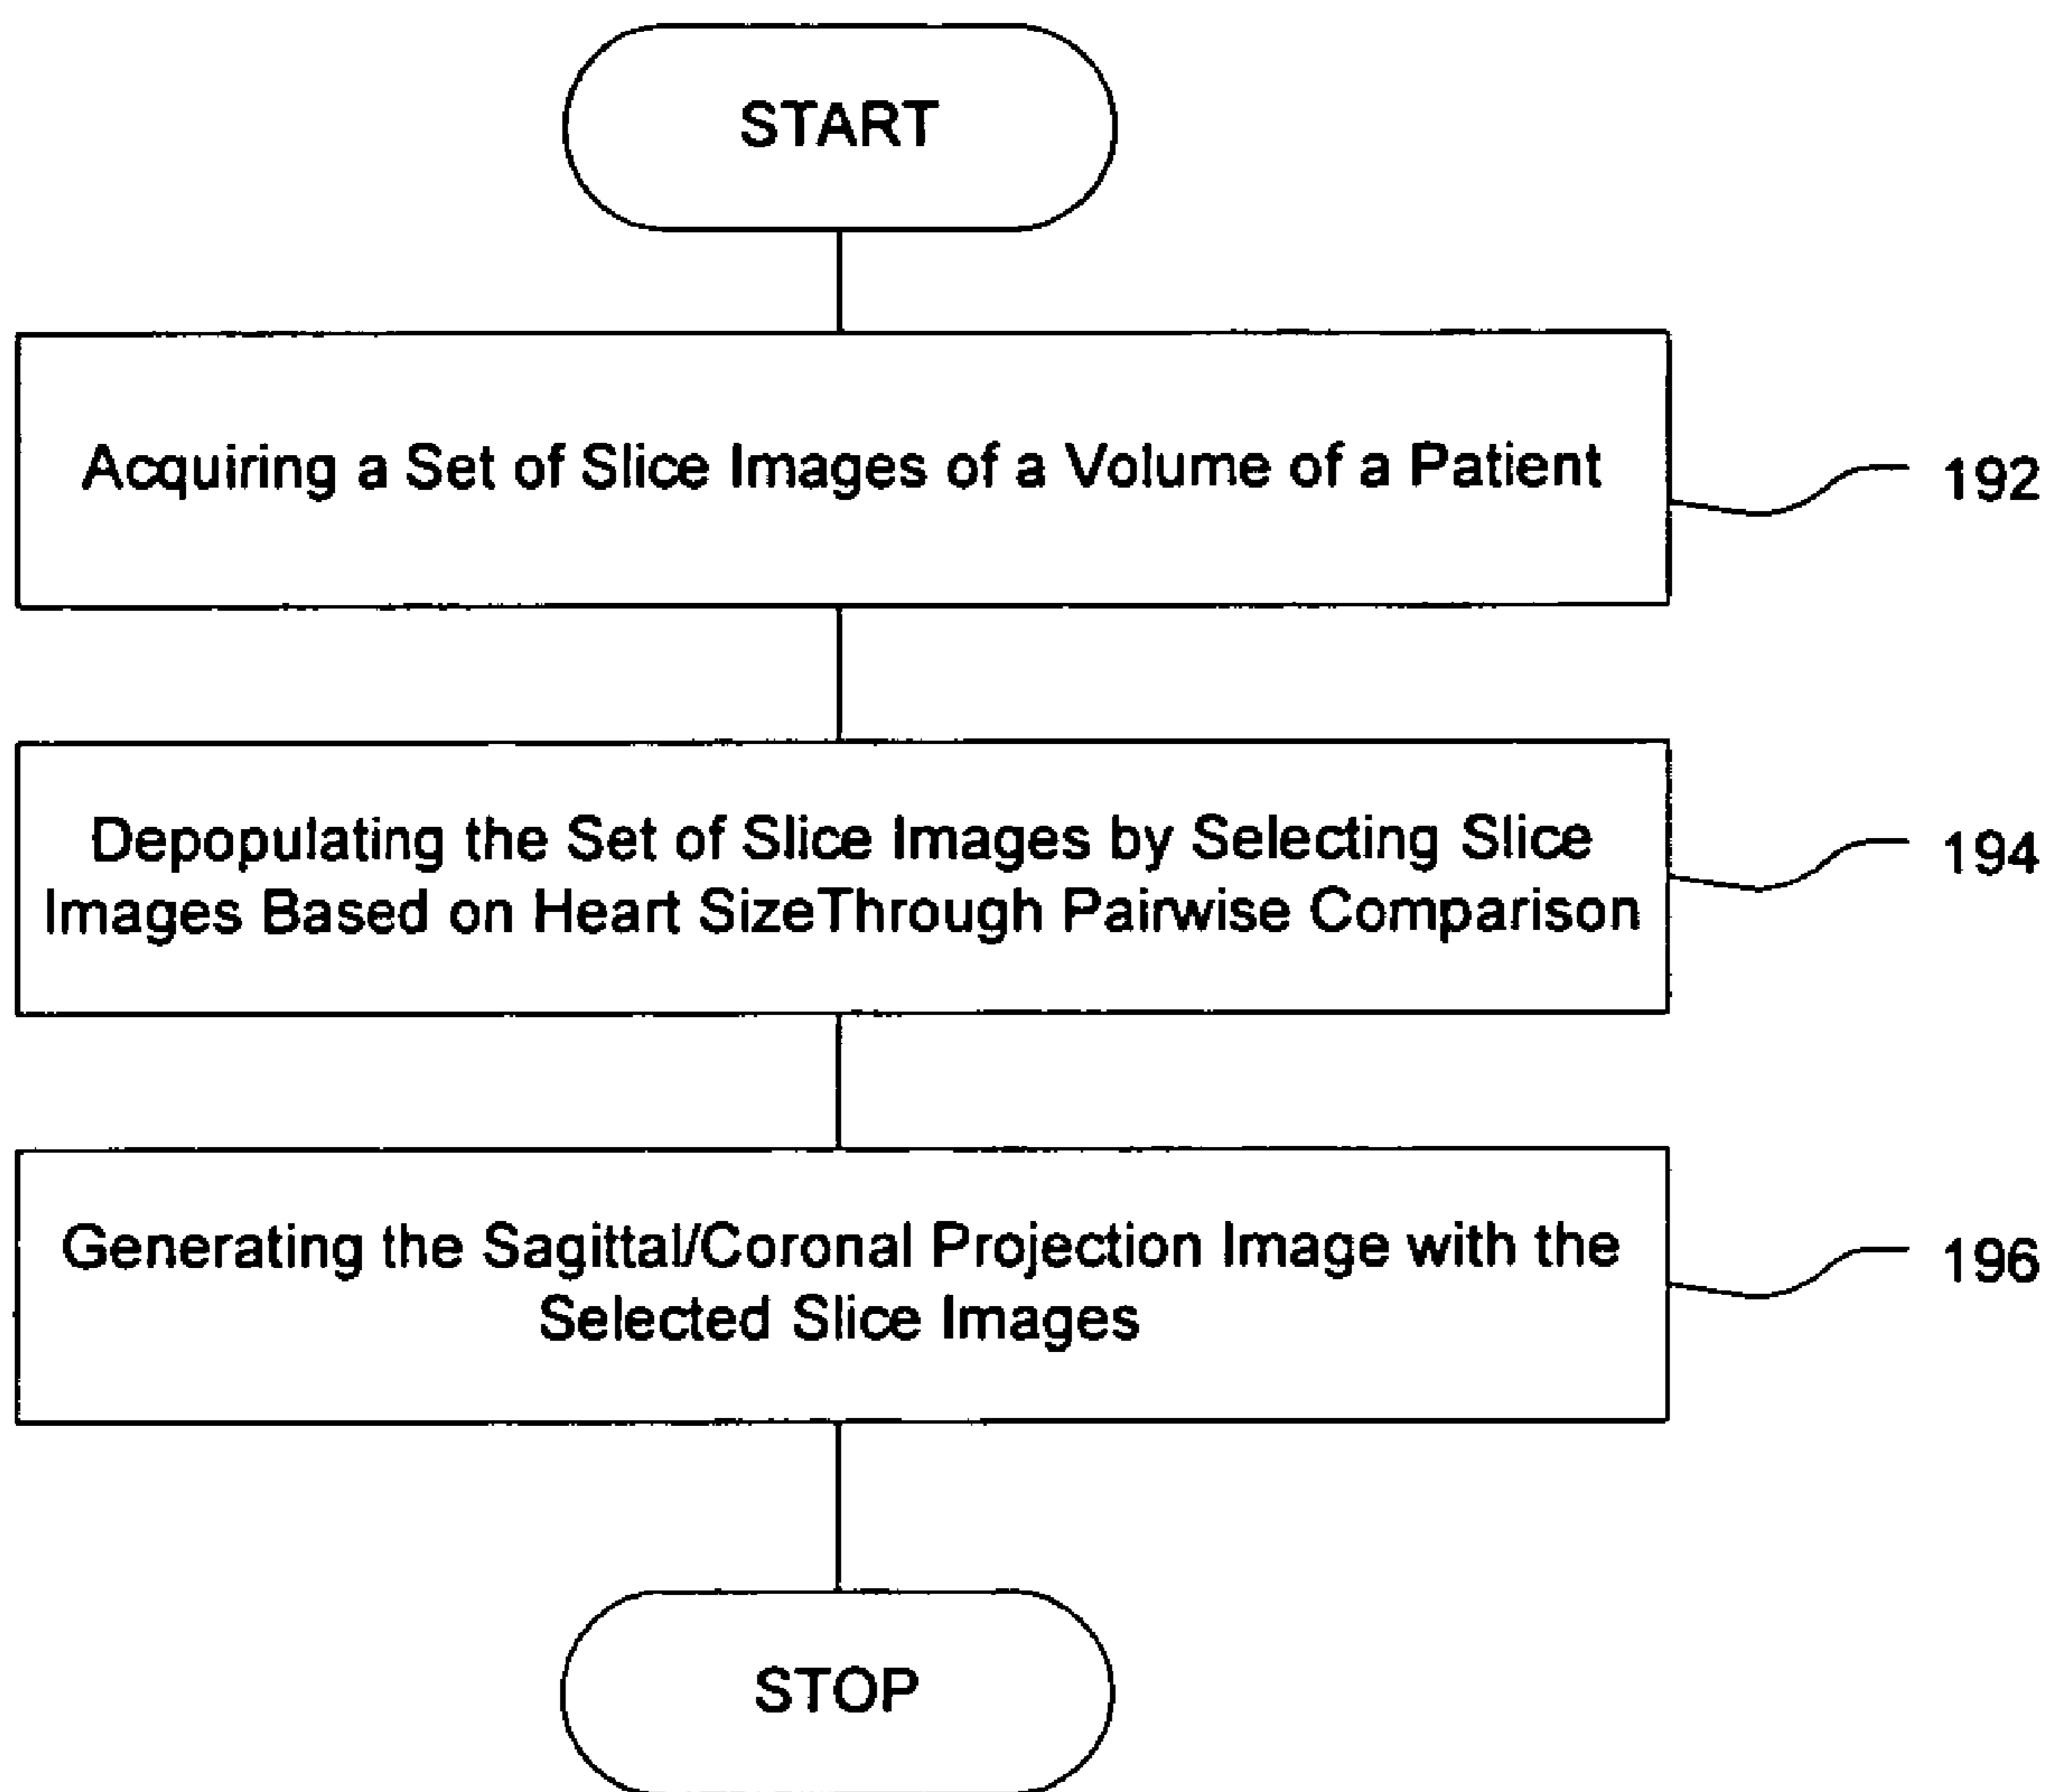 START
Acquiring a Set of Slice Images of a Volume of a Patient
192
Depopulating the Set of Slice Images by Selecting Slice
Images Based on Heart SizeThrough Pairwise Comparison
194
Generating the Sagittal/Coronal Projection Image with the
Selected Slice Images
196
STOP